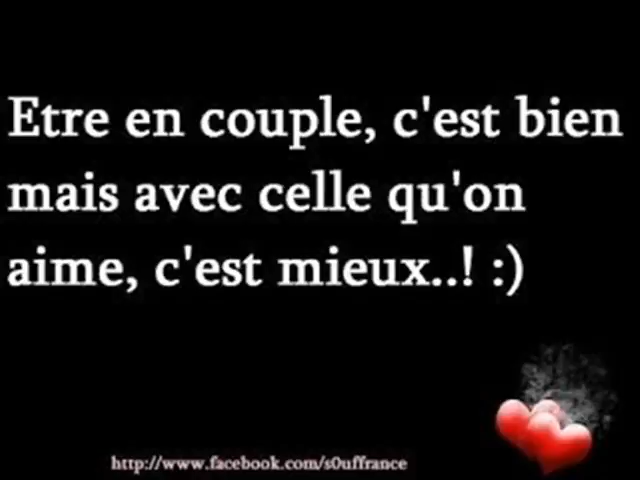 Etre en couple, c'est bien
mais avec celle qu'on
aime, c'est mieux..! :)
http://www.facebook.com/s0uffrance